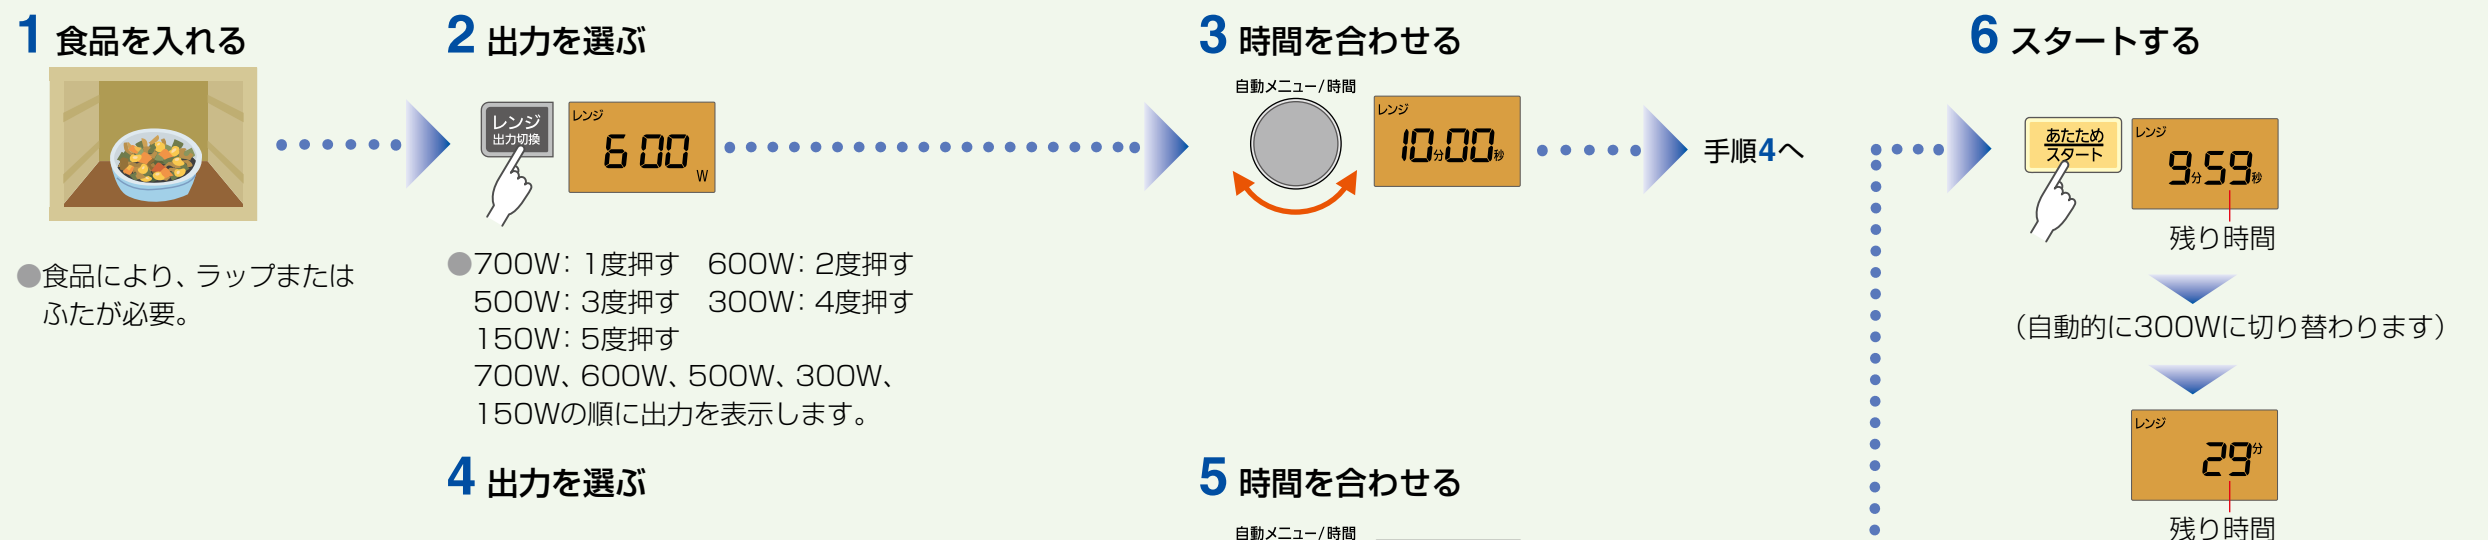 1 食品を入れる
●食品により、ラップまたは
ふたが必要。
2 出力を選ぶ
レンジ
出力切換
レンジ
600
W
●700W：1度押す　600W：2度押す
500W：3度押す　300W：4度押す
150W：5度押す
700W、600W、500W、300W、
150Wの順に出力を表示します。
3 時間を合わせる
自動メニュー/時間
レンジ
10分00秒
手順4へ
4 出力を選ぶ
5 時間を合わせる
自動メニュー/時間
6 スタートする
あたため
スタート
レンジ
9分59秒
残り時間
（自動的に300Wに切り替わります）
レンジ
29分
残り時間